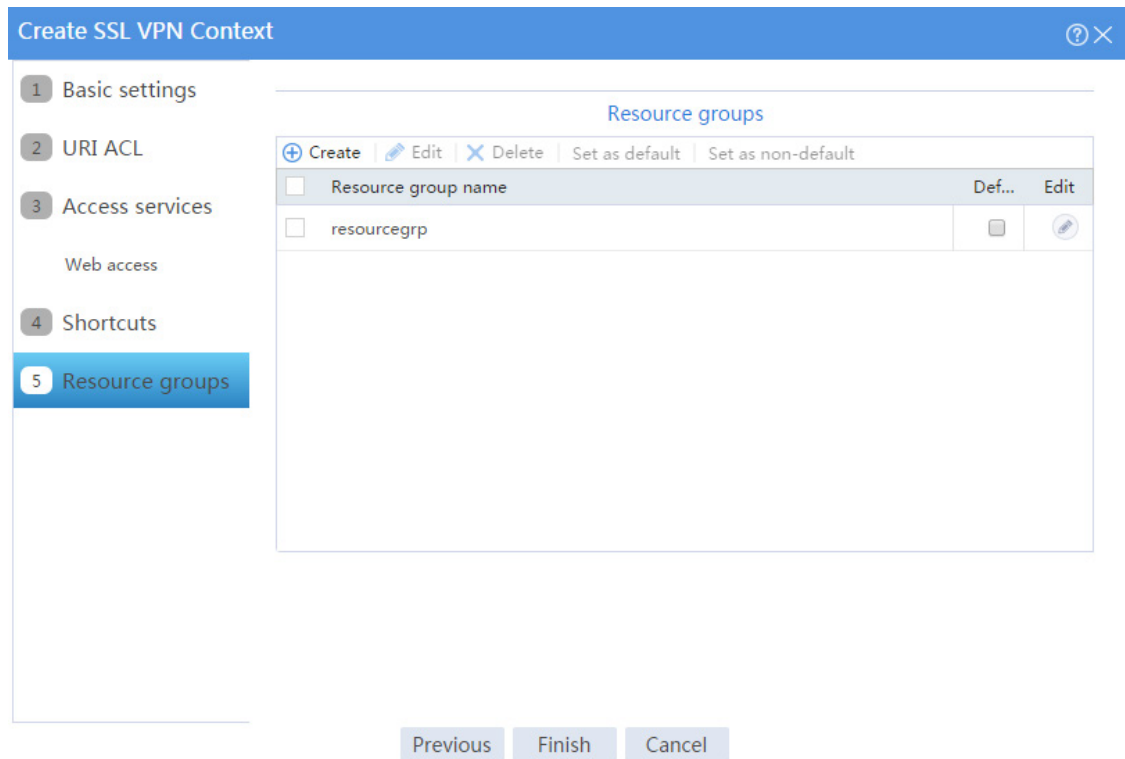 Create SSL VPN Context
1 Basic settings
2 URI ACL
3 Access services
Web access
4 Shortcuts
5 Resource groups
Resource groups
Create Edit Delete Set as default Set as non-default
Resource group name Def... Edit
resourcegrp
Previous Finish Cancel